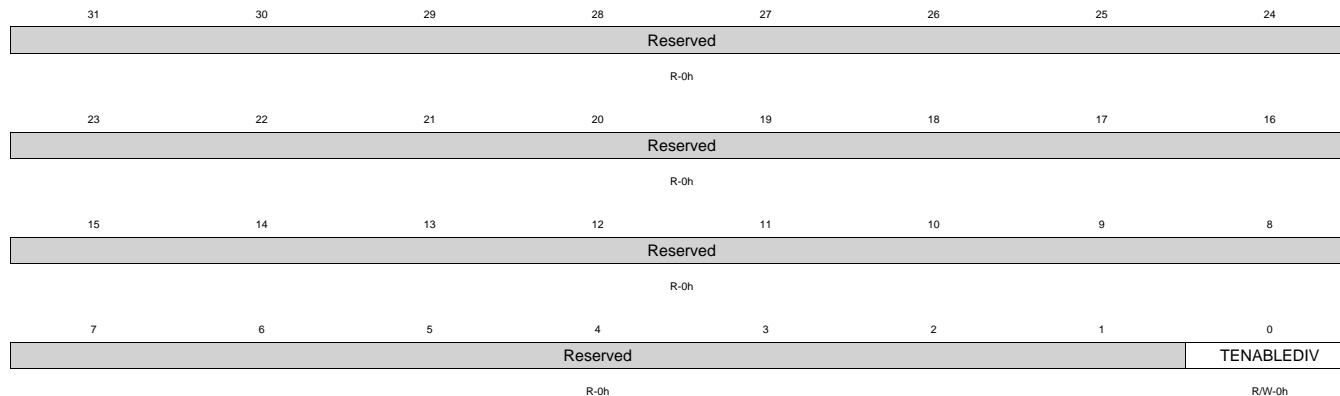 31 30 29 28 27 26 25 24
Reserved
R-0h
23 22 21 20 19 18 17 16
Reserved
R-0h
15 14 13 12 11 10 9 8
Reserved
R-0h
7 6 5 4 3 2 1 0
Reserved TENABLEDIV
R-0h R/W-0h